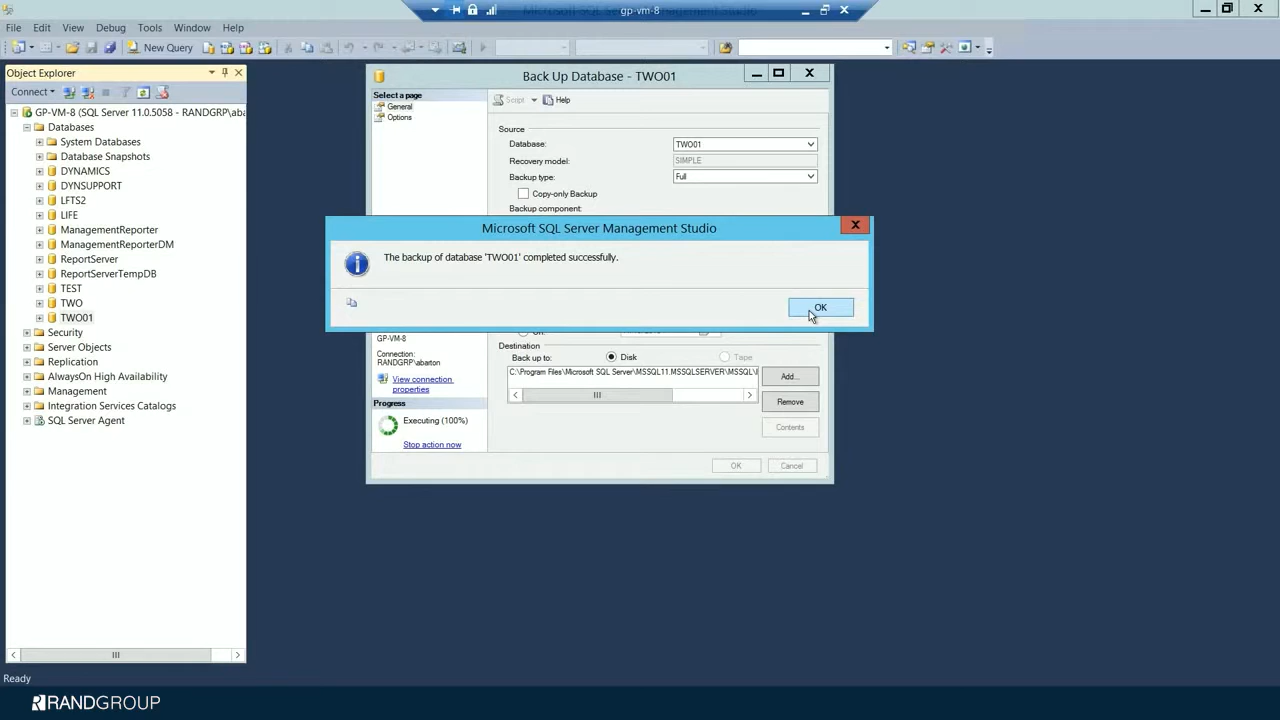 gp-vm-8
File Edit View Debug Tools Window Help
New Query
Object Explorer
Connect
GP-VM-8 (SQL Server 11.0.5058 - RANDGRP\aba
Databases
System Databases
Database Snapshots
DYNAMICS
DYNSUPPORT
LFTS2
LIFE
ManagementReporter
ManagementReporterDM
ReportServer
ReportServerTempDB
TEST
TWO
TWO01
Security
Server Objects
Replication
AlwaysOn High Availability
Management
Integration Services Catalogs
SQL Server Agent
Back Up Database - TWO01
Select a page
General
Options
Script Help
Source
Database: TWO01
Recovery model: SIMPLE
Backup type: Full
Copy-only Backup
Backup component:
Microsoft SQL Server Management Studio
The backup of database 'TWO01' completed successfully.
OK
GP-VM-8
Connection:
RANDGRP\abarton
View connection
properties
Progress
Executing (100%)
Stop action now
Destination
Back up to: Disk Tape
C:\Program Files\Microsoft SQL Server\MSSQL11.MSSQLSERVER\MSSQL\
Add...
Remove
Contents
OK Cancel
Ready
RANDGROUP